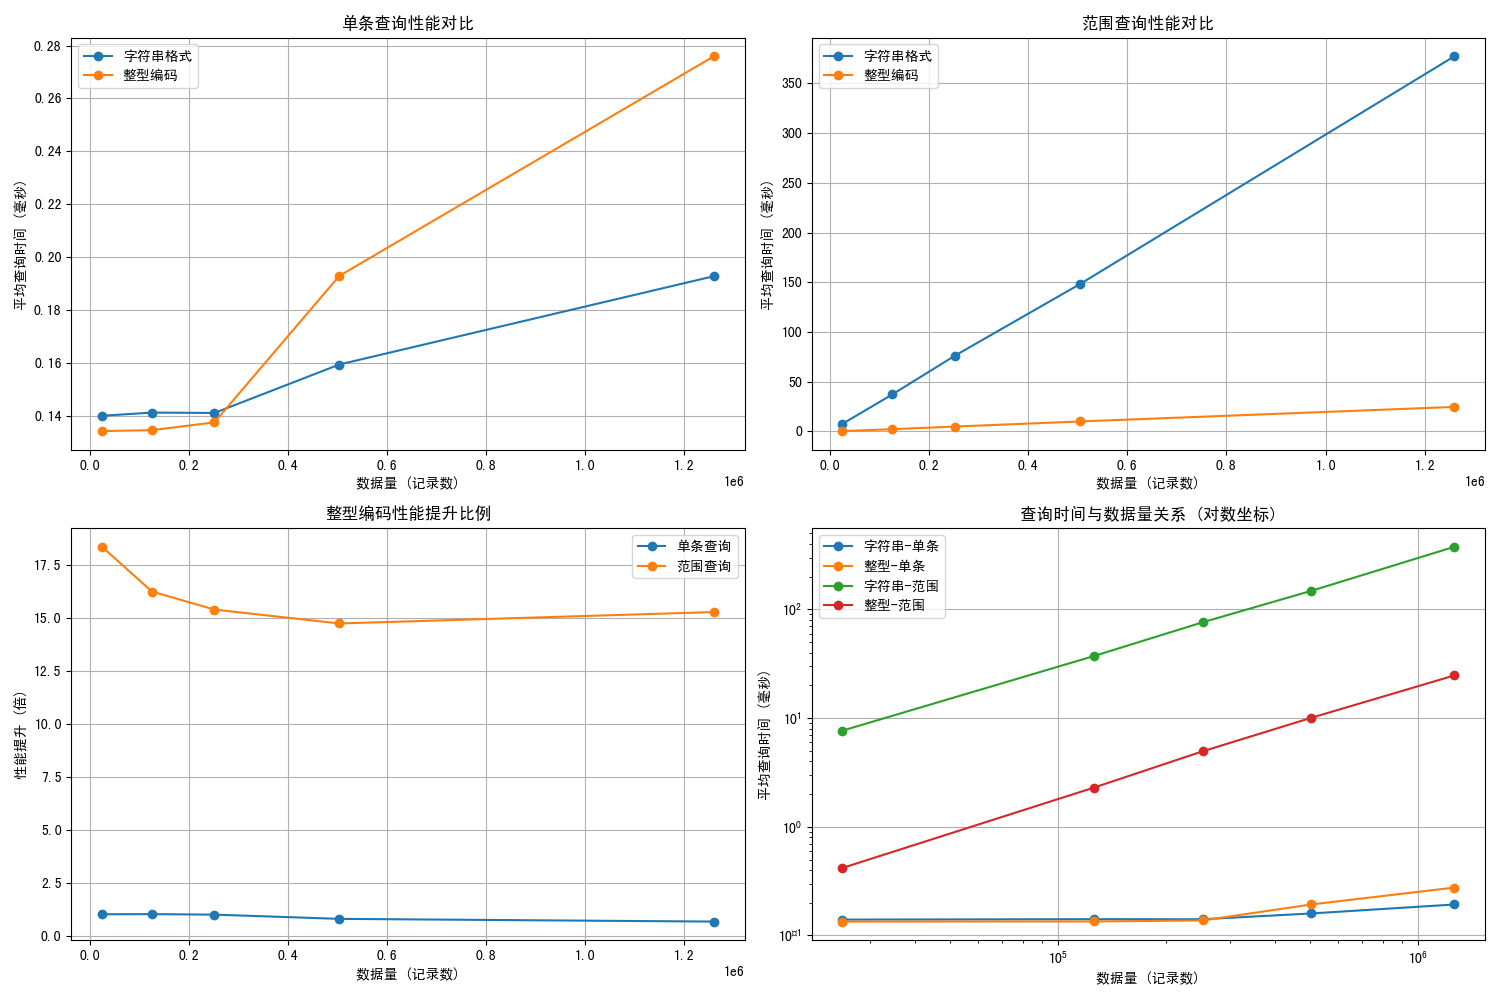 单条查询性能对比
字符串格式
整型编码
平均查询时间 (毫秒)
0.28
0.26
0.24
0.22
0.20
0.18
0.16
0.14
0.0 0.2 0.4 0.6 0.8 1.0 1.2
1e6
数据量 (记录数)
范围查询性能对比
字符串格式
整型编码
平均查询时间 (毫秒)
350
300
250
200
150
100
50
0
0.0 0.2 0.4 0.6 0.8 1.0 1.2
1e6
数据量 (记录数)
整型编码性能提升比例
单条查询
范围查询
性能提升 (倍)
17.5
15.0
12.5
10.0
7.5
5.0
2.5
0.0
0.0 0.2 0.4 0.6 0.8 1.0 1.2
1e6
数据量 (记录数)
查询时间与数据量关系 (对数坐标)
字符串-单条
整型-单条
字符串-范围
整型-范围
平均查询时间 (毫秒)
10²
10¹
10⁰
10⁵ 10⁶
数据量 (记录数)